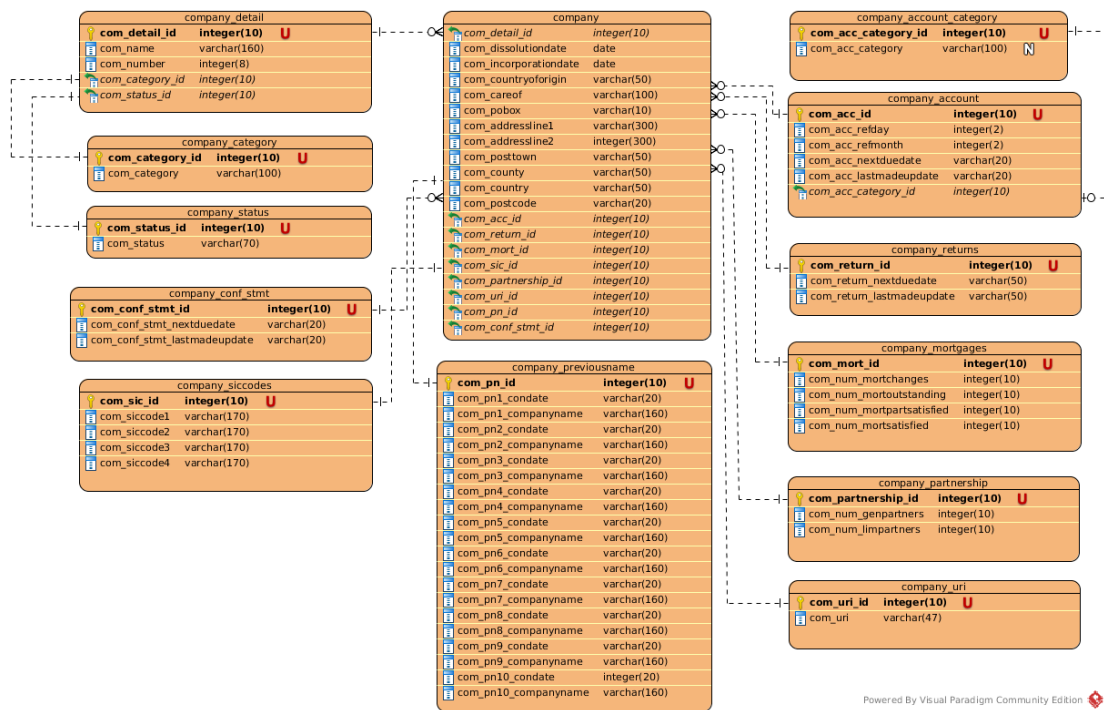 company_detail
com_detail_id integer(10) U
com_name varchar(160)
com_number integer(8)
com_category_id integer(10)
com_status_id integer(10)
company_category
com_category_id integer(10) U
com_category varchar(100)
company_status
com_status_id integer(10) U
com_status varchar(70)
company_conf_stmt
com_conf_stmt_id integer(10) U
com_conf_stmt_nextduedate varchar(20)
com_conf_stmt_lastmadeupdate varchar(20)
company_siccodes
com_sic_id integer(10) U
com_siccode1 varchar(170)
com_siccode2 varchar(170)
com_siccode3 varchar(170)
com_siccode4 varchar(170)
company
com_detail_id integer(10)
com_dissolutiondate date
com_incorporationdate date
com_countryoforigin varchar(50)
com_careof varchar(100)
com_pobox varchar(10)
com_addressline1 varchar(300)
com_addressline2 integer(300)
com_posttown varchar(50)
com_county varchar(50)
com_country varchar(50)
com_postcode varchar(20)
com_acc_id integer(10)
com_return_id integer(10)
com_mort_id integer(10)
com_sic_id integer(10)
com_partnership_id integer(10)
com_uri_id integer(10)
com_pn_id integer(10)
com_conf_stmt_id integer(10)
company_previousname
com_pn_id integer(10) U
com_pn1_condate varchar(20)
com_pn1_companyname varchar(160)
com_pn2_condate varchar(20)
com_pn2_companyname varchar(160)
com_pn3_condate varchar(20)
com_pn3_companyname varchar(160)
com_pn4_condate varchar(20)
com_pn4_companyname varchar(160)
com_pn5_condate varchar(20)
com_pn5_companyname varchar(160)
com_pn6_condate varchar(20)
com_pn6_companyname varchar(160)
com_pn7_condate varchar(20)
com_pn7_companyname varchar(160)
com_pn8_condate varchar(20)
com_pn8_companyname varchar(160)
com_pn9_condate varchar(20)
com_pn9_companyname varchar(160)
com_pn10_condate integer(20)
com_pn10_companyname varchar(160)
company_account_category
com_acc_category_id integer(10) U
com_acc_category varchar(100) N
company_account
com_acc_id integer(10) U
com_acc_refday integer(2)
com_acc_refmonth integer(2)
com_acc_nextduedate varchar(20)
com_acc_lastmadeupdate varchar(20)
com_acc_category_id integer(10)
company_returns
com_return_id integer(10) U
com_return_nextduedate varchar(50)
com_return_lastmadeupdate varchar(50)
company_mortgages
com_mort_id integer(10) U
com_num_mortchanges integer(10)
com_num_mortoutstanding integer(10)
com_num_mortpartsatisfied integer(10)
com_num_mortsatisfied integer(10)
company_partnership
com_partnership_id integer(10) U
com_num_genpartners integer(10)
com_num_limpartners integer(10)
company_uri
com_uri_id integer(10) U
com_uri varchar(47)
Powered By Visual Paradigm Community Edition